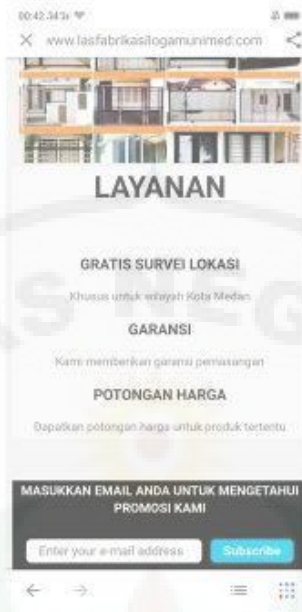 www.lasfabrikasilogamunimed.com
LAYANAN
GRATIS SURVEI LOKASI
Khusus untuk wilayah Kota Medan
GARANSI
Kami memberikan garansi pemasangan
POTONGAN HARGA
Dapatkan potongan harga untuk produk tertentu
MASUKKAN EMAIL ANDA UNTUK MENGETAHUI
PROMOSI KAMI
Enter your e-mail address Subscribe